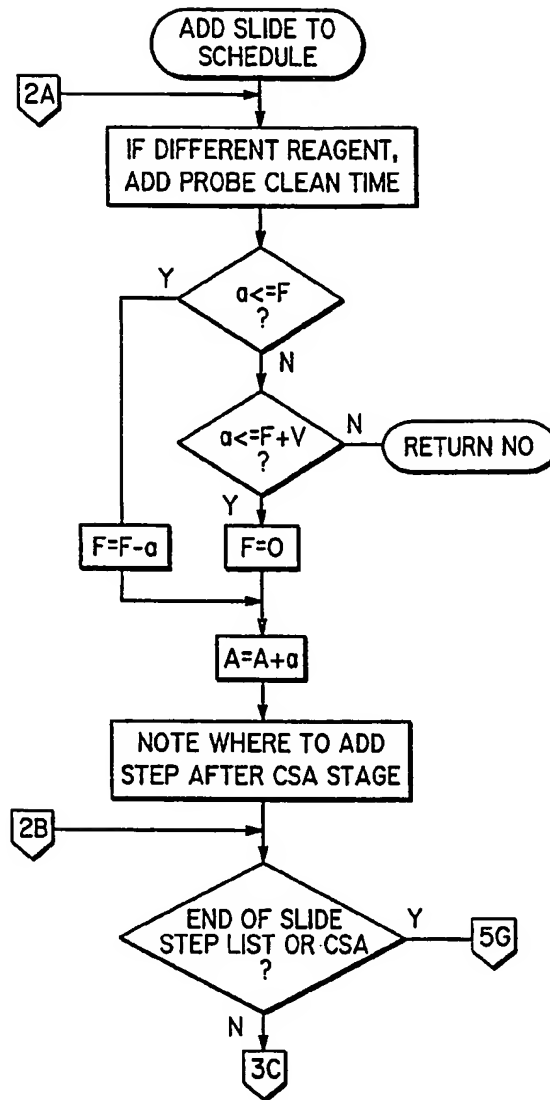 ADD SLIDE TO
SCHEDULE
2A
IF DIFFERENT REAGENT,
ADD PROBE CLEAN TIME
Y
a<=F
?
N
a<=F+V
?
N
RETURN NO
Y
F=F-a
F=0
A=A+a
NOTE WHERE TO ADD
STEP AFTER CSA STAGE
2B
END OF SLIDE
STEP LIST OR CSA
?
Y
5G
N
3C